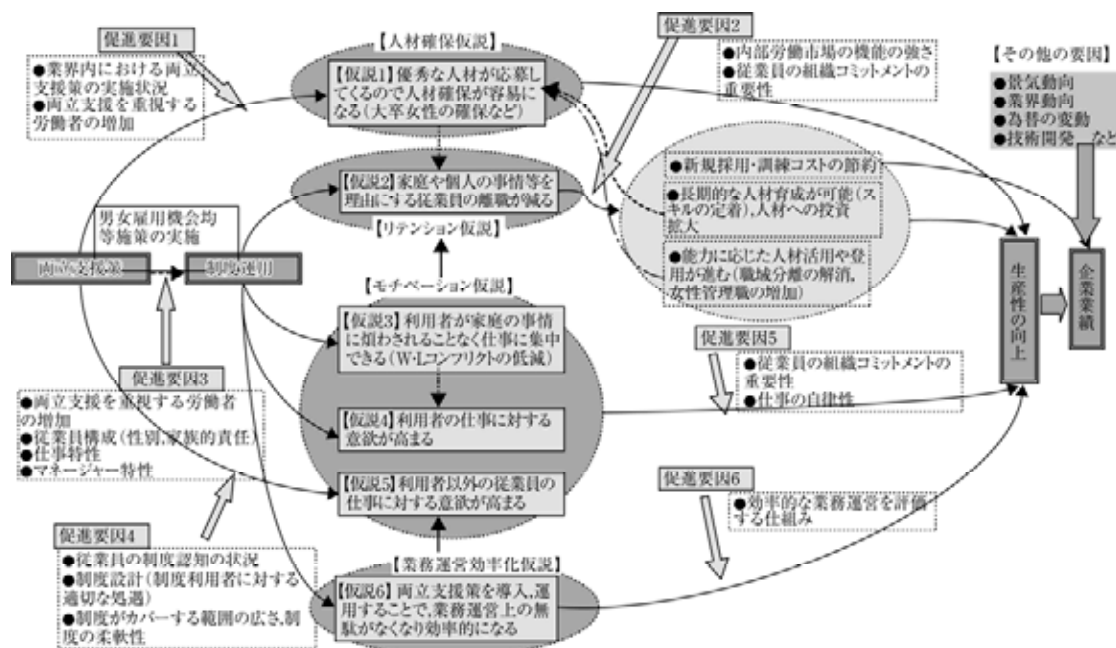 促進要因1
●業界内における両立
支援策の実施状況
●両立支援を重視する
労働者の増加
【人材確保仮説】
【仮説1】優秀な人材が応募し
てくるので人材確保が容易に
なる(大卒女性の確保など)
促進要因2
●内部労働市場の機能の強さ
●従業員の組織コミットメントの
重要性
【その他の要因】
●景気動向
●業界動向
●為替の変動
●技術開発 など
【仮説2】家庭や個人の事情等を
理由にする従業員の離職が減る
【リテンション仮説】
●新規採用・訓練コストの節約
●長期的な人材育成が可能(ス
キルの定着),人材への投資
拡大
●能力に応じた人材活用や登
用が進む(職域分離の解消,
女性管理職の増加)
男女雇用機会均
等施策の実施
両立支援策
制度運用
【モチベーション仮説】
【仮説3】利用者が家庭の事情
に煩わされることなく仕事に集中
できる(W・Lコンフリクトの低減)
【仮説4】利用者の仕事に対する
意欲が高まる
【仮説5】利用者以外の従業員の
仕事に対する意欲が高まる
生産性の向上
企業業績
促進要因3
●両立支援を重視する労働者
の増加
●従業員構成(性別,家族的責任)
●仕事特性
●マネージャー特性
促進要因5
●従業員の組織コミットメントの
重要性
●仕事の自律性
促進要因4
●従業員の制度認知の状況
●制度設計(制度利用者に対する
適切な処遇)
●制度がカバーする範囲の広さ,制
度の柔軟性
【業務運営効率化仮説】
【仮説6】両立支援策を導入,運
用することで,業務運営上の無
駄がなくなり効率的になる
促進要因6
●効率的な業務運営を評価
する仕組み